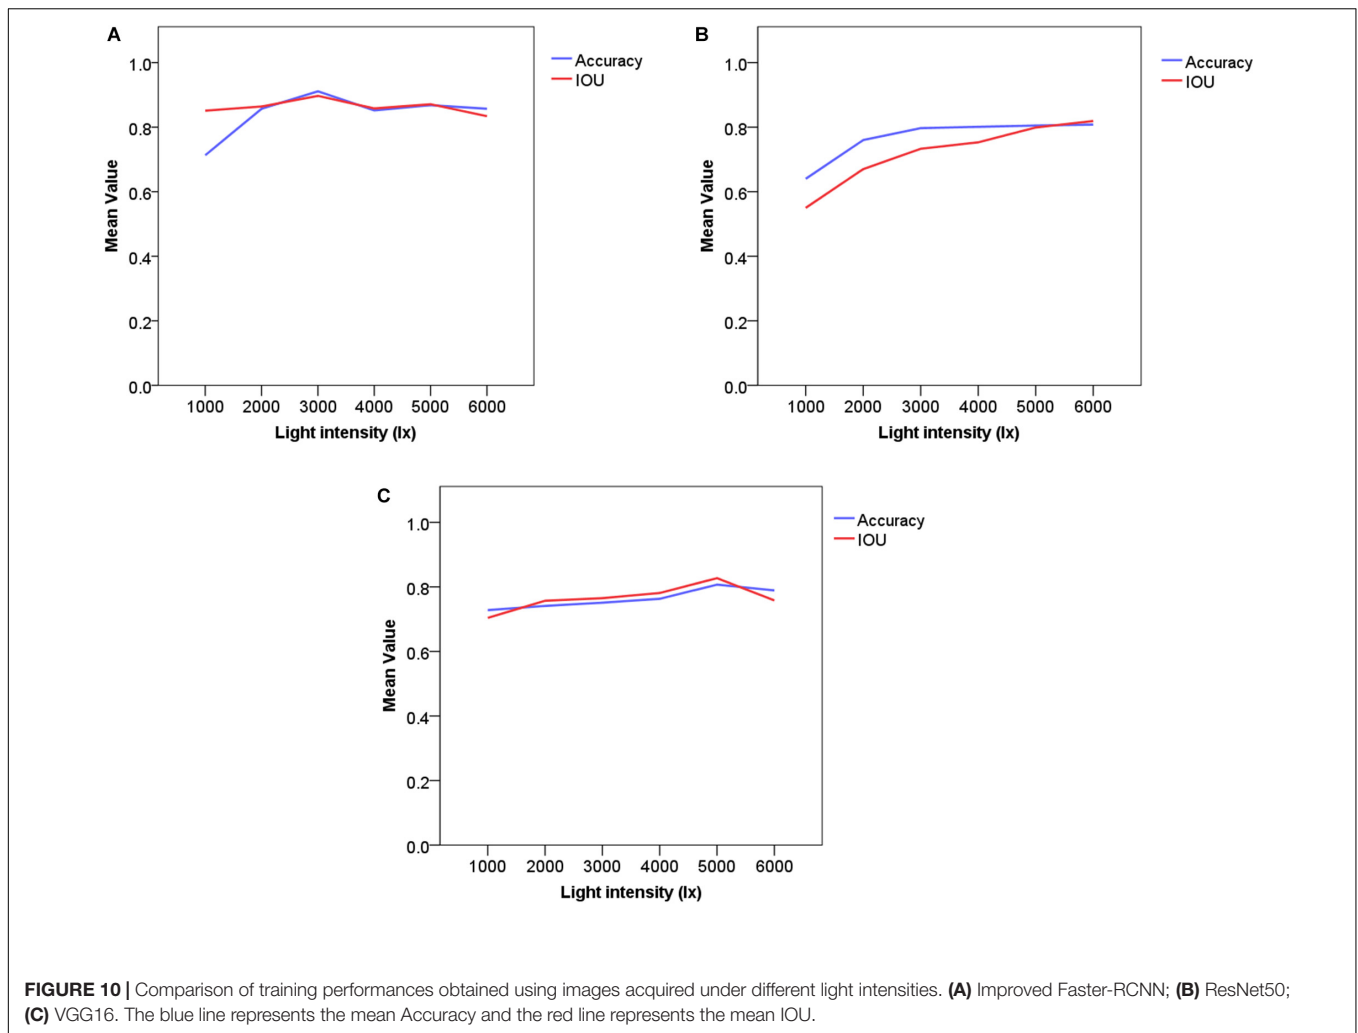 A
Accuracy
IOU
1.0
0.8
0.6
0.4
0.2
0.0
Mean Value
1000 2000 3000 4000 5000 6000
Light intensity (lx)
B
Accuracy
IOU
1.0
0.8
0.6
0.4
0.2
0.0
Mean Value
1000 2000 3000 4000 5000 6000
Light intensity (lx)
C
Accuracy
IOU
1.0
0.8
0.6
0.4
0.2
0.0
Mean Value
1000 2000 3000 4000 5000 6000
Light intensity (lx)
FIGURE 10 | Comparison of training performances obtained using images acquired under different light intensities. (A) Improved Faster-RCNN; (B) ResNet50;
(C) VGG16. The blue line represents the mean Accuracy and the red line represents the mean IOU.